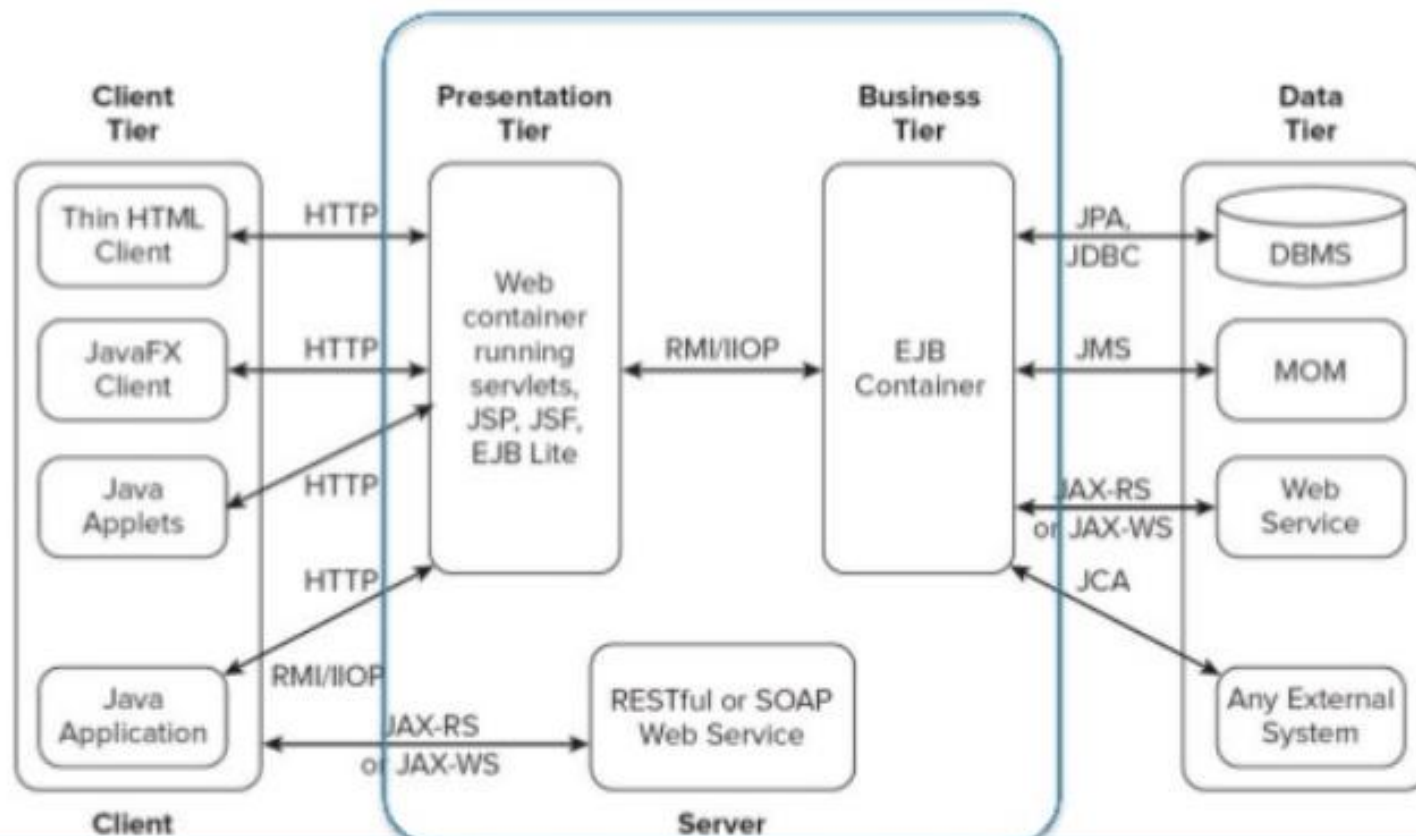 Client
Tier
Presentation
Tier
Business
Tier
Data
Tier
Thin HTML
Client
HTTP
JavaFX
Client
HTTP
Java
Applets
HTTP
HTTP
Java
Application
RMI/IIOP
JAX-RS
or JAX-WS
Client
Web
container
running
servlets,
JSP, JSF,
EJB Lite
RMI/IIOP
EJB
Container
RESTful or SOAP
Web Service
Server
JPA,
JDBC
DBMS
JMS
MOM
JAX-RS
or JAX-WS
Web
Service
JCA
Any External
System